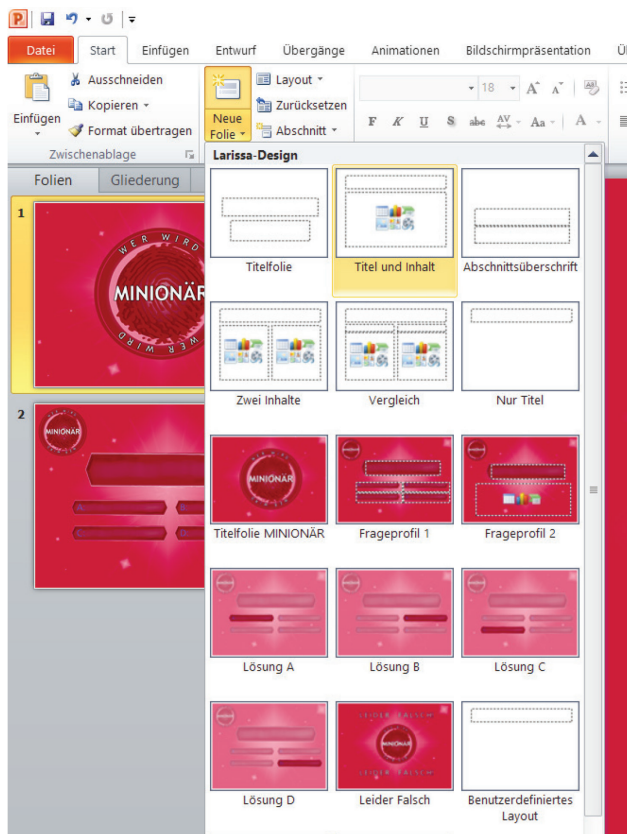 Datei Start Einfügen Entwurf Übergänge Animationen Bildschirmpräsentation
Einfügen
Ausschneiden
Kopieren
Format übertragen
Zwischenablage
Neue
Folie
Layout
Zurücksetzen
Abschnitt
18
F K U S abc AV Aa A
Folien Gliederung
1
WER WIRD
MINIONÄR
WER WIRD
2
MINIONÄR
Larissa-Design
Titelfolie Titel und Inhalt Abschnittsüberschrift
Zwei Inhalte Vergleich Nur Titel
MINIONÄR
Titelfolie MINIONÄR Frageprofil 1 Frageprofil 2
Lösung A Lösung B Lösung C
LEIDER FALSCH!
MINIONÄR
LEIDER FALSCH!
Lösung D Leider Falsch Benutzerdefiniertes
Layout